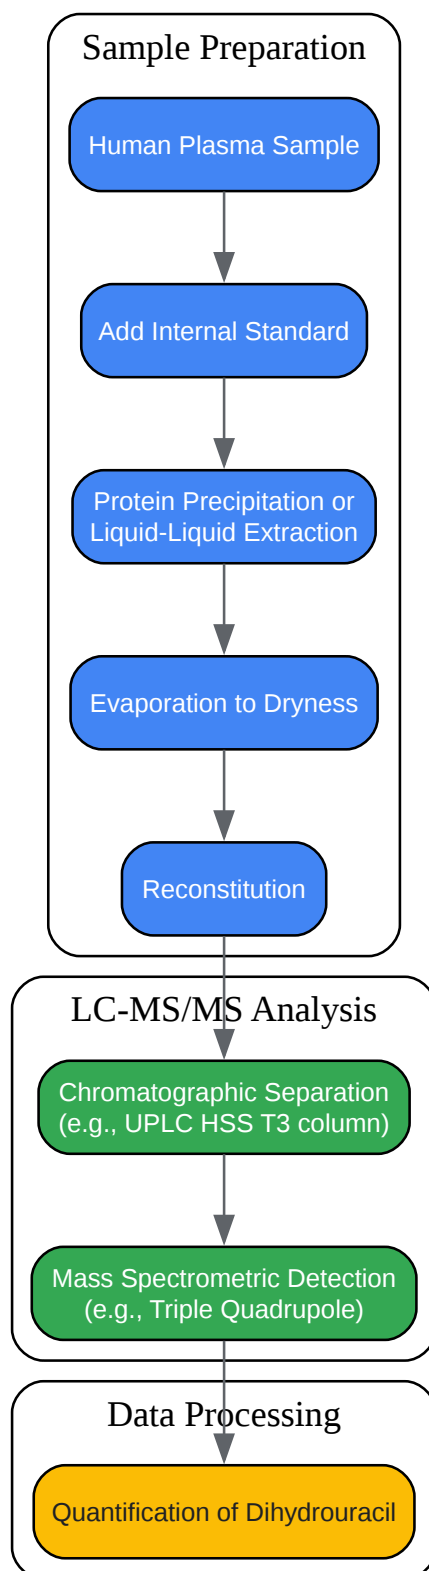 Sample Preparation
Human Plasma Sample
Add Internal Standard
Protein Precipitation or
Liquid-Liquid Extraction
Evaporation to Dryness
Reconstitution
LC-MS/MS Analysis
Chromatographic Separation
(e.g., UPLC HSS T3 column)
Mass Spectrometric Detection
(e.g., Triple Quadrupole)
Data Processing
Quantification of Dihydrouracil